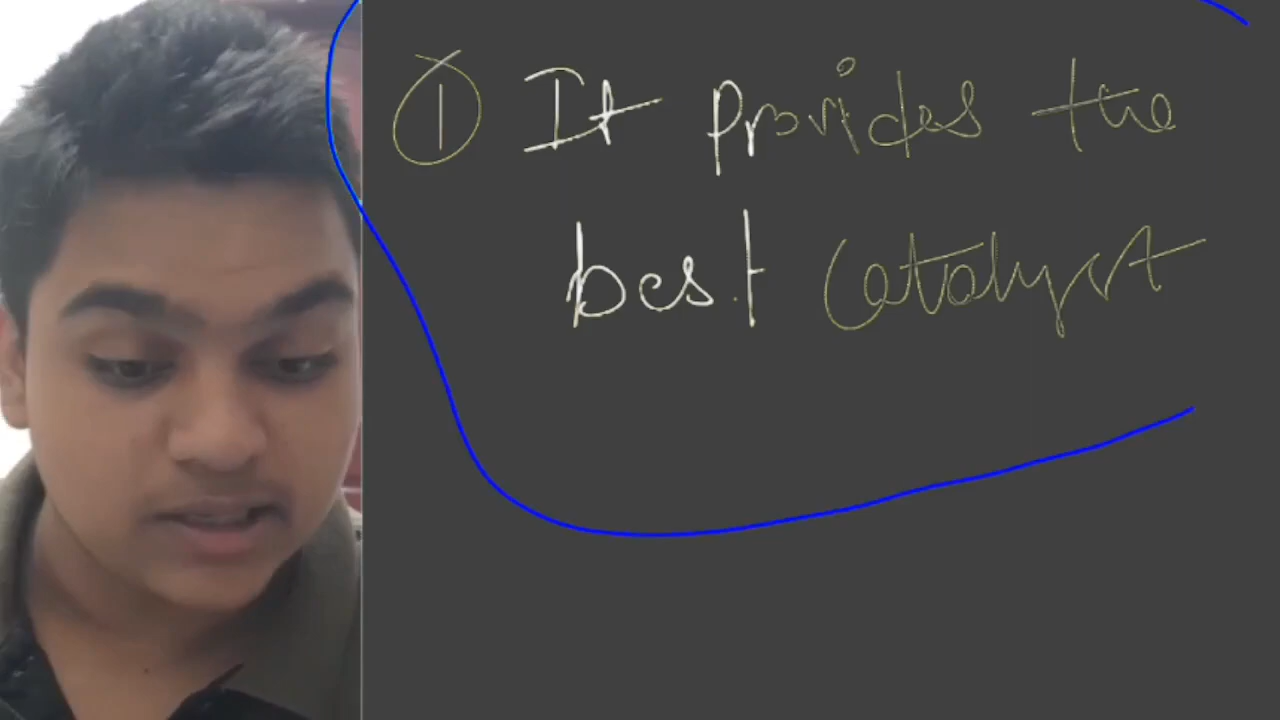 ① It provides the
best catalyst